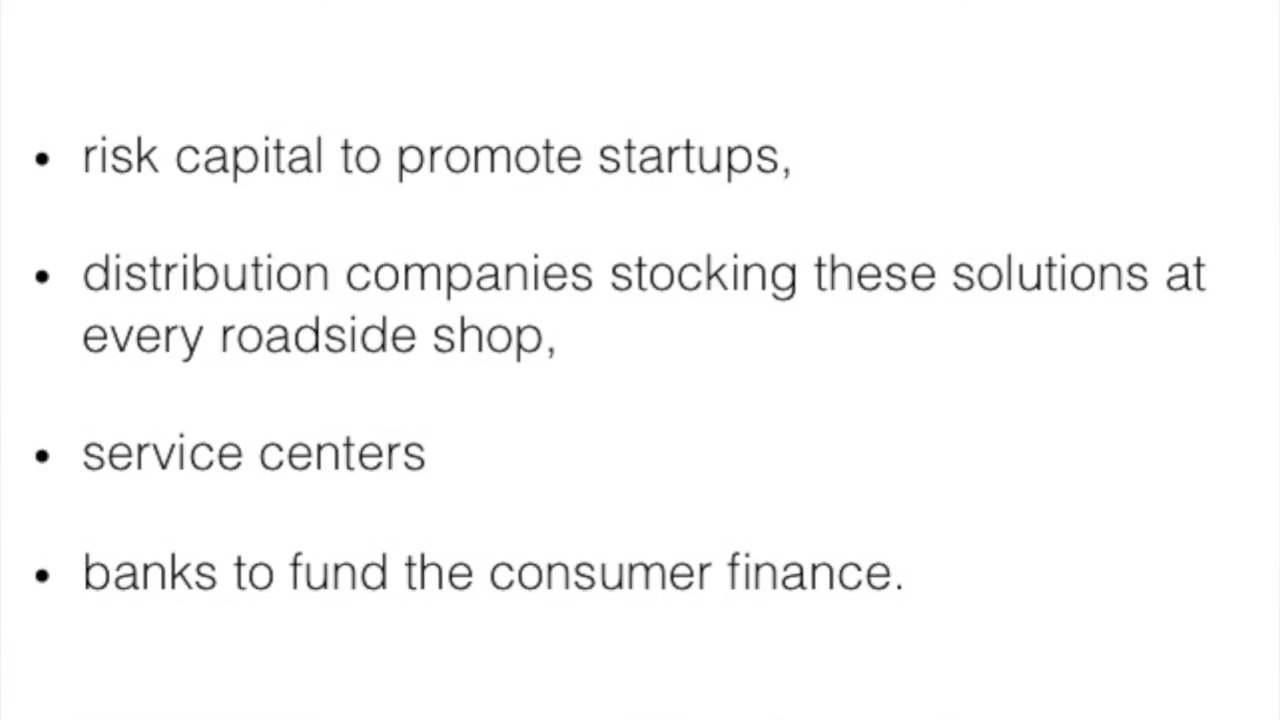 • risk capital to promote startups,
• distribution companies stocking these solutions at
every roadside shop,
• service centers
• banks to fund the consumer finance.